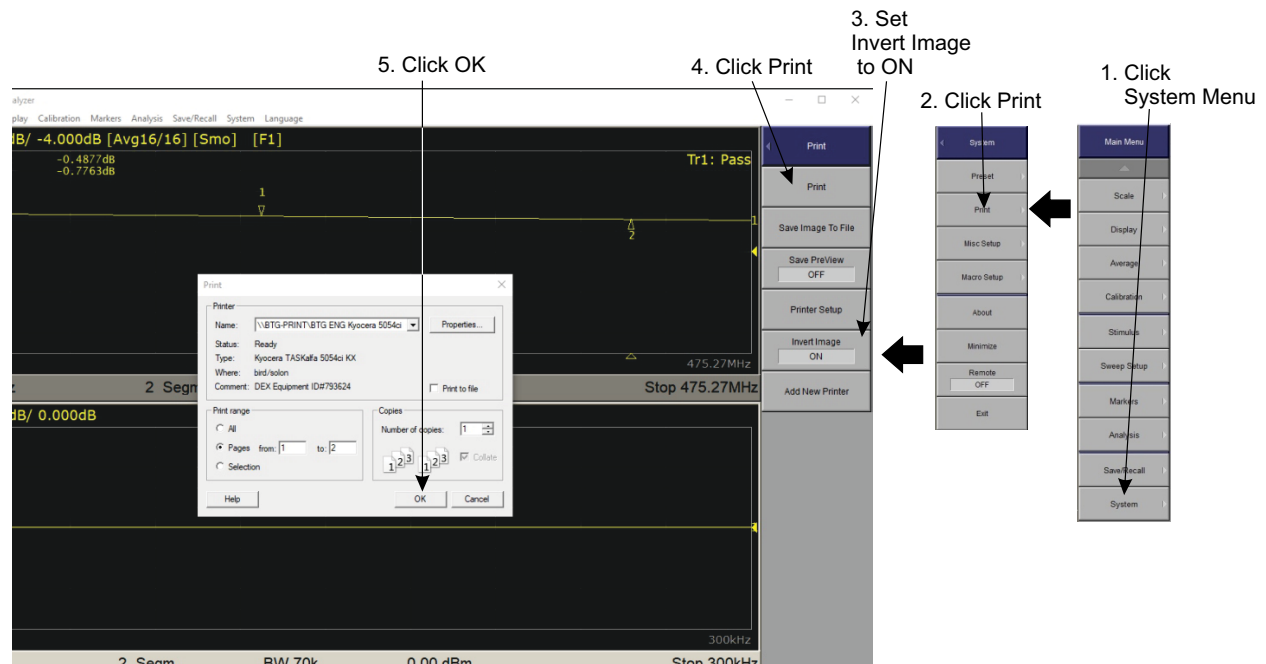 3. Set
Invert Image
to ON
5. Click OK
4. Click Print
1. Click
System Menu
2. Click Print
alyzer
play Calibration Markers Analysis Save/Recall System Language
dB/ -4.000dB [Avg16/16] [Smo] [F1]
-0.4877dB
-0.7763dB
Tr1: Pass
1
1
2
475.27MHz
2 Segm
Stop 475.27MHz
dB/ 0.000dB
300kHz
2 Segm BW 70k 0.00 dBm Stop 300kHz
Print
Printer
Name: \\BTG-PRINT\BTG ENG Kyocera 5054ci Properties...
Status: Ready
Type: Kyocera TASKalfa 5054ci KX
Where: bird/solon
Comment: DEX Equipment ID#793624 Print to file
Print range
All
Pages from: 1 to: 2
Selection
Copies
Number of copies: 1
1 2 3 1 2 3 Collate
Help OK Cancel
Print
Print
Save Image To File
Save PreView
OFF
Printer Setup
Invert Image
ON
Add New Printer
System
Preset
Print
Misc Setup
Macro Setup
About
Minimize
Remote
OFF
Exit
Main Menu
Scale
Display
Average
Calibration
Stimulus
Sweep Setup
Markers
Analysis
Save/Recall
System